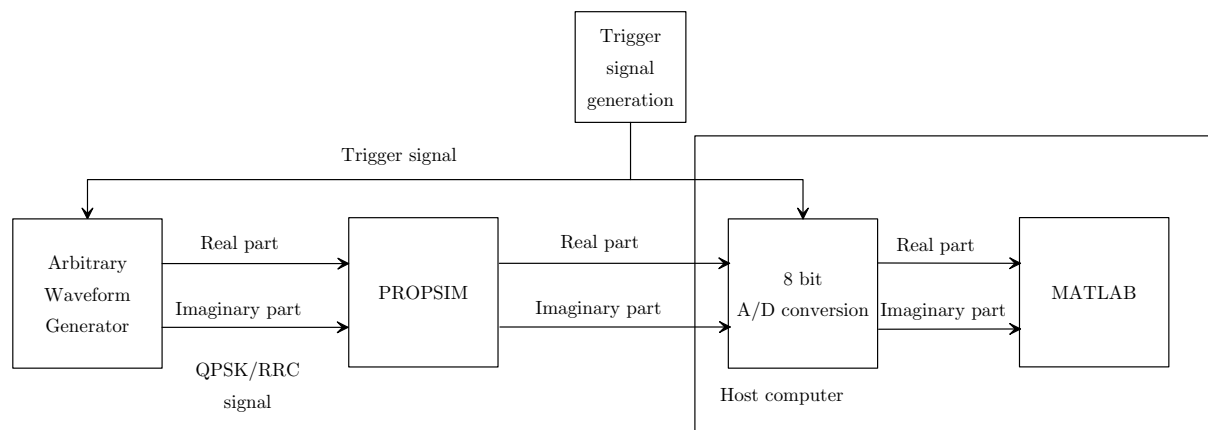 Trigger
signal
generation
Trigger signal
Arbitrary
Waveform
Generator
Real part
Imaginary part
QPSK/RRC
signal
PROPSIM
Real part
Imaginary part
8 bit
A/D conversion
Host computer
Real part
Imaginary part
MATLAB